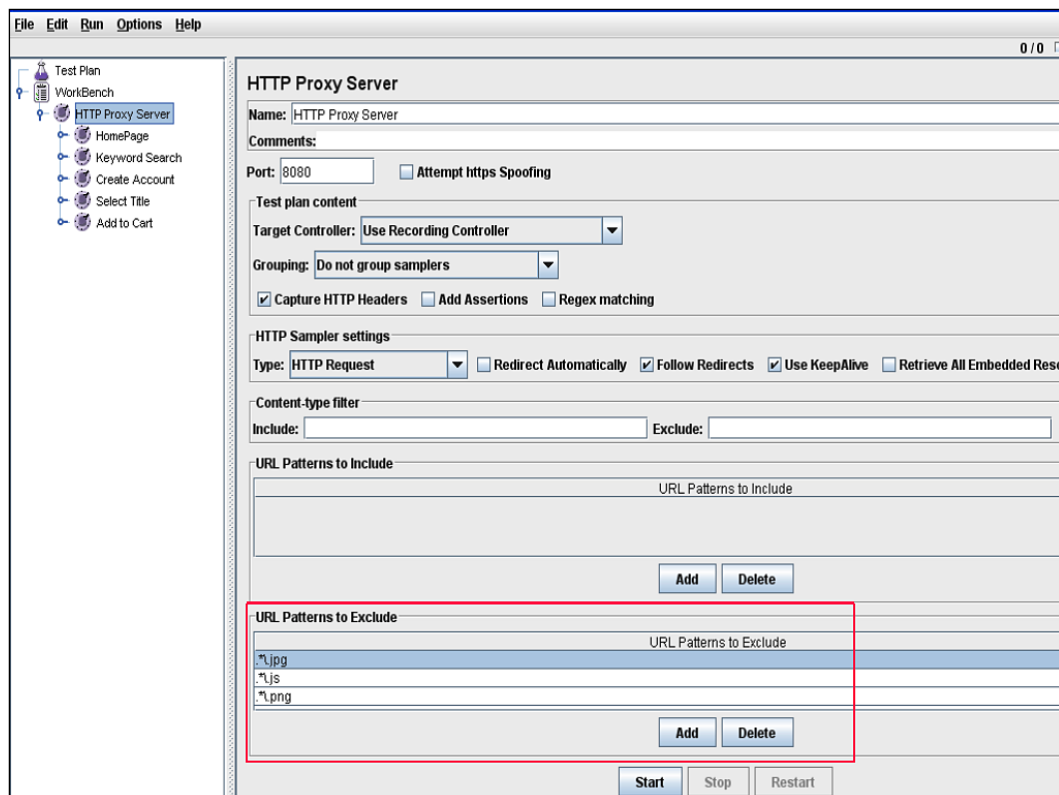 File Edit Run Options Help
0 / 0
Test Plan
WorkBench
HTTP Proxy Server
HomePage
Keyword Search
Create Account
Select Title
Add to Cart
HTTP Proxy Server
Name: HTTP Proxy Server
Comments:
Port: 8080 Attempt https Spoofing
Test plan content
Target Controller: Use Recording Controller
Grouping: Do not group samplers
Capture HTTP Headers Add Assertions Regex matching
HTTP Sampler settings
Type: HTTP Request Redirect Automatically Follow Redirects Use KeepAlive Retrieve All Embedded Reso
Content-type filter
Include: Exclude:
URL Patterns to Include
URL Patterns to Include
Add Delete
URL Patterns to Exclude
URL Patterns to Exclude
.*\.jpg
.*\.js
.*\.png
Add Delete
Start Stop Restart